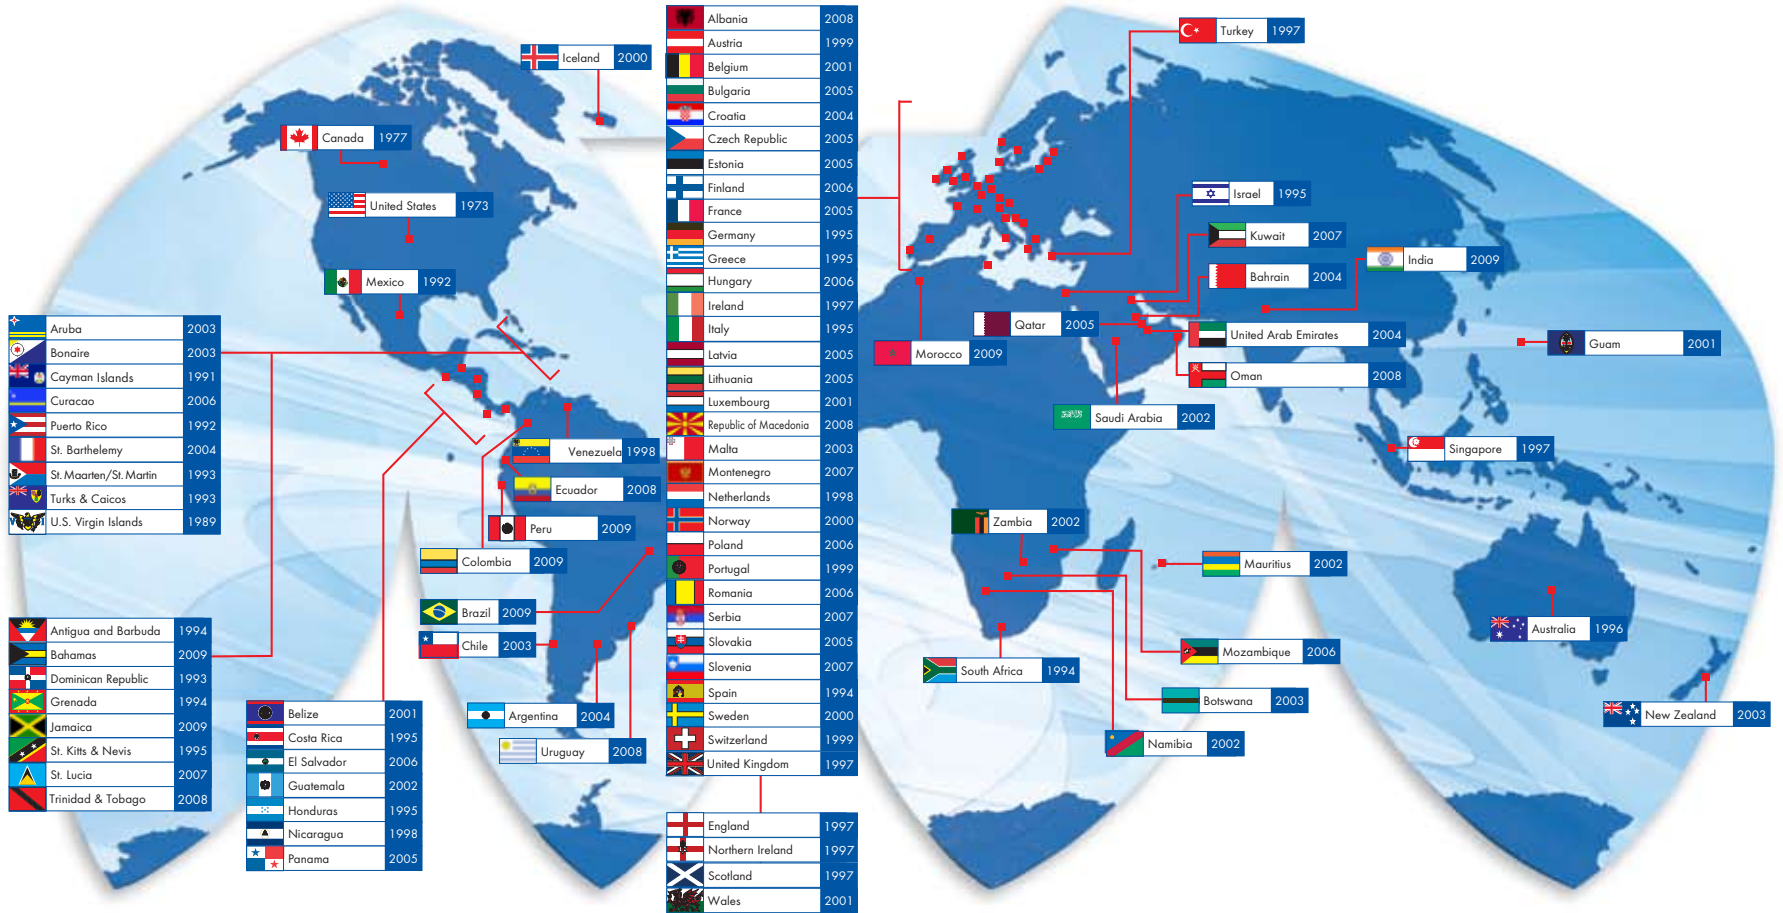 Iceland 2000
Canada 1977
United States 1973
Mexico 1992
Aruba 2003
Bonaire 2003
Cayman Islands 1991
Curacao 2006
Puerto Rico 1992
St. Barthelemy 2004
St. Maarten/St. Martin 1993
Turks & Caicos 1993
U.S. Virgin Islands 1989
Antigua and Barbuda 1994
Bahamas 2009
Dominican Republic 1993
Grenada 1994
Jamaica 2009
St. Kitts & Nevis 1995
St. Lucia 2007
Trinidad & Tobago 2008
Belize 2001
Costa Rica 1995
El Salvador 2006
Guatemala 2002
Honduras 1995
Nicaragua 1998
Panama 2005
Venezuela 1998
Ecuador 2008
Peru 2009
Colombia 2009
Brazil 2009
Chile 2003
Argentina 2004
Uruguay 2008
Albania 2008
Austria 1999
Belgium 2001
Bulgaria 2005
Croatia 2004
Czech Republic 2005
Estonia 2005
Finland 2006
France 2005
Germany 1995
Greece 1995
Hungary 2006
Ireland 1997
Italy 1995
Latvia 2005
Lithuania 2005
Luxembourg 2001
Republic of Macedonia 2008
Malta 2003
Montenegro 2007
Netherlands 1998
Norway 2000
Poland 2006
Portugal 1999
Romania 2006
Serbia 2007
Slovakia 2005
Slovenia 2007
Spain 1994
Sweden 2000
Switzerland 1999
United Kingdom 1997
England 1997
Northern Ireland 1997
Scotland 1997
Wales 2001
Turkey 1997
Israel 1995
Kuwait 2007
India 2009
Bahrain 2004
Qatar 2005
United Arab Emirates 2004
Morocco 2009
Oman 2008
Saudi Arabia 2002
Guam 2001
Singapore 1997
Zambia 2002
Mauritius 2002
Australia 1996
Mozambique 2006
South Africa 1994
Botswana 2003
Namibia 2002
New Zealand 2003